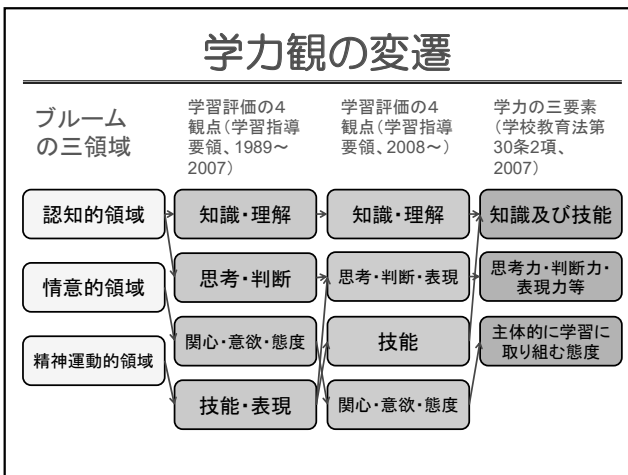 学力観の変遷
ブルーム
の三領域
学習評価の4
観点(学習指導
要領、1989～
2007)
学習評価の4
観点(学習指導
要領、2008～)
学力の三要素
(学校教育法第
30条2項、
2007)
認知的領域
知識・理解
知識・理解
知識及び技能
情意的領域
思考・判断
思考・判断・表現
思考力・判断力・
表現力等
精神運動的領域
関心・意欲・態度
技能
主体的に学習に
取り組む態度
技能・表現
関心・意欲・態度